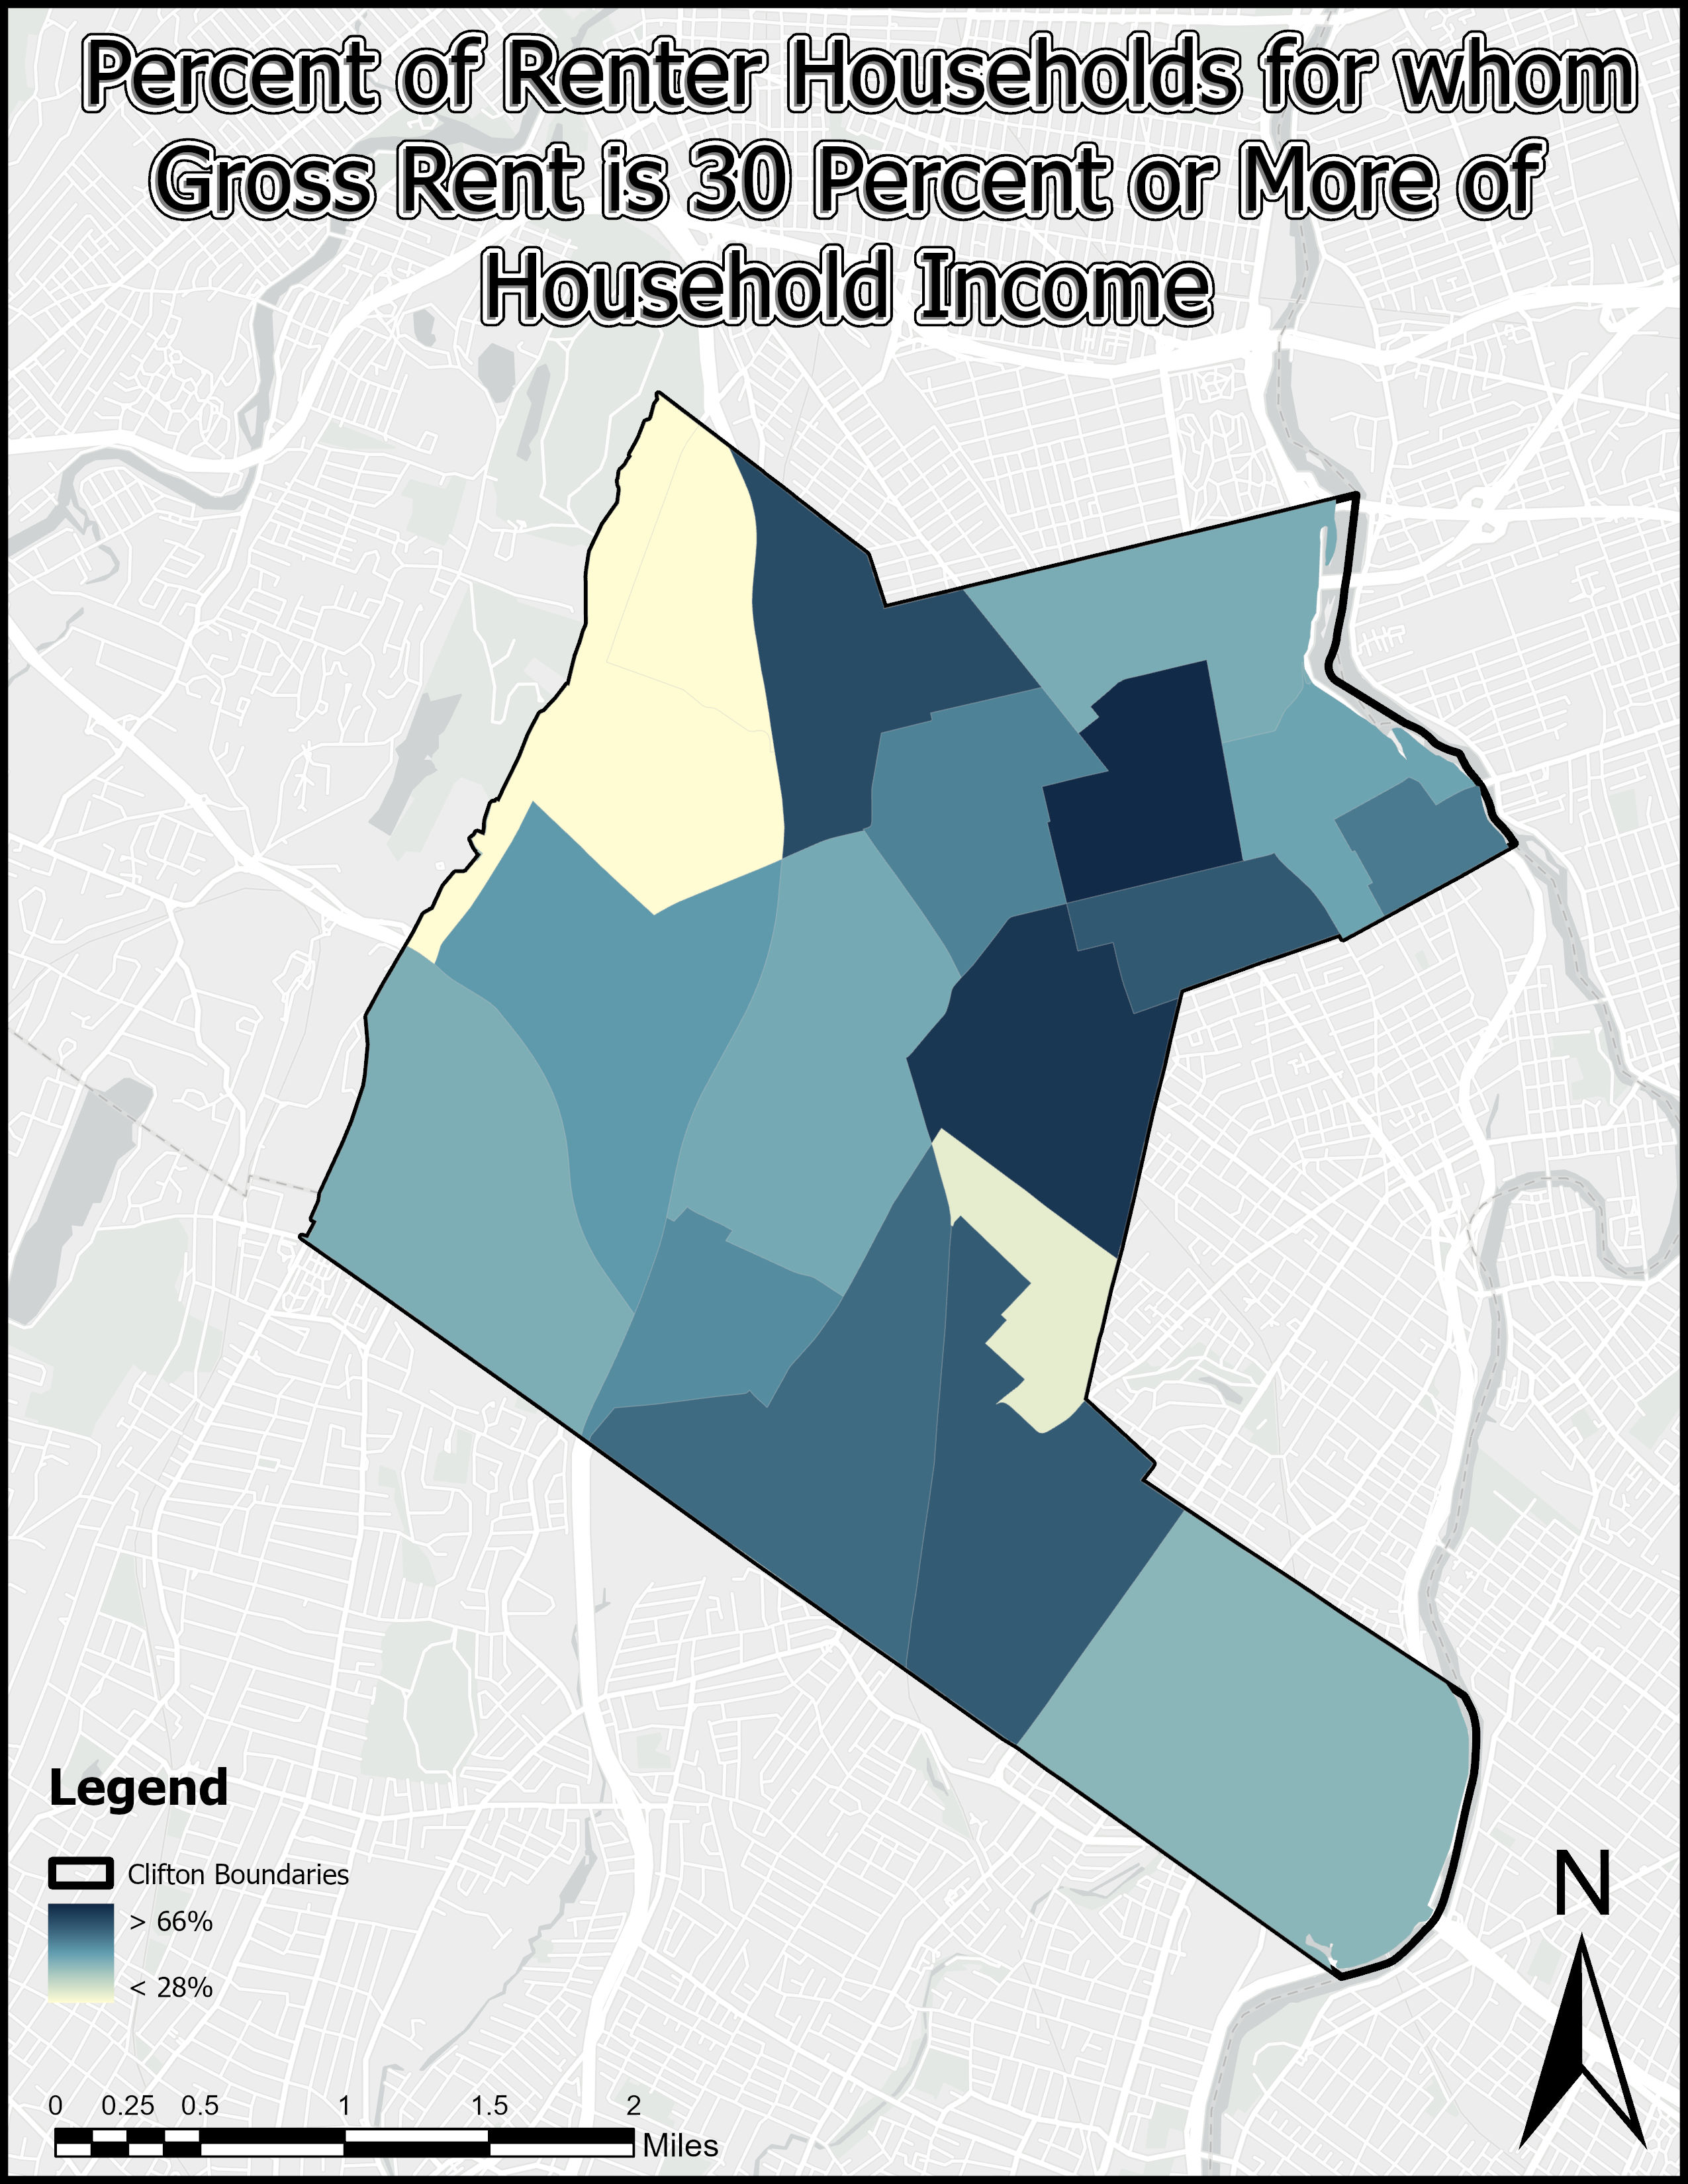 Percent of Renter Households for whom
Gross Rent is 30 Percent or More of
Household Income
Legend
Clifton Boundaries
> 66%
< 28%
N
0 0.25 0.5 1 1.5 2
Miles